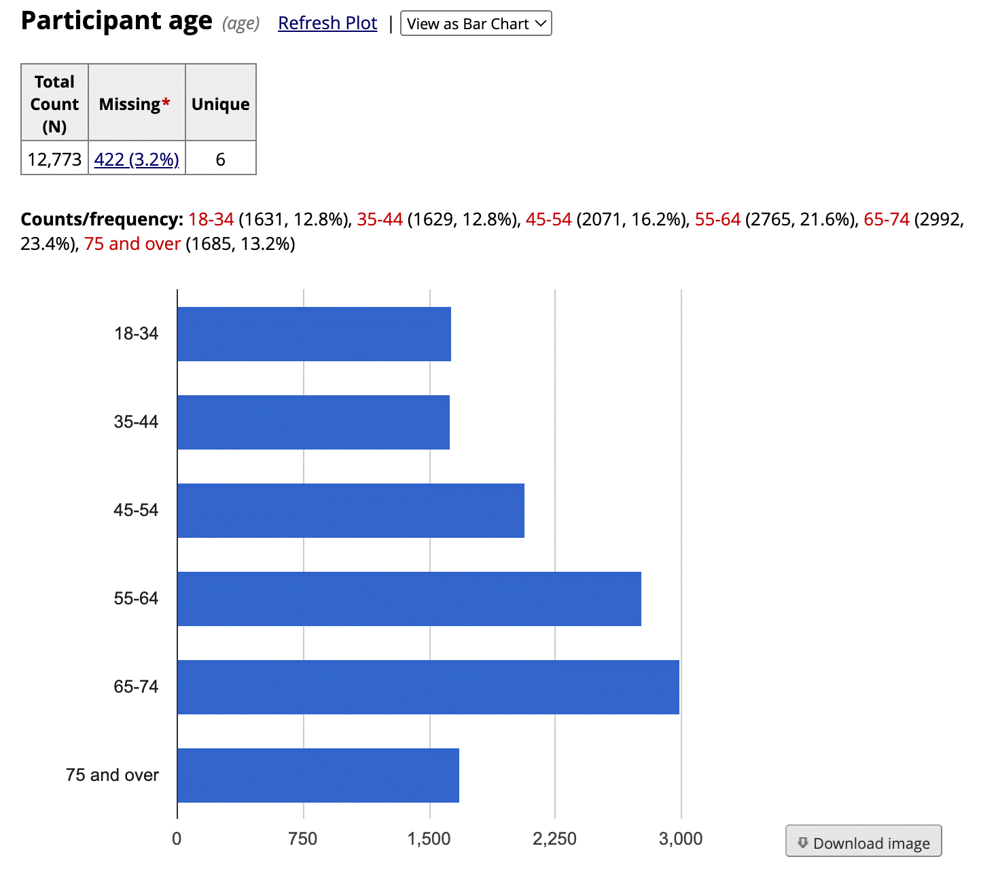 Participant age (age) Refresh Plot | View as Bar Chart
Total Count (N) Missing* Unique
12,773 422 (3.2%) 6
Counts/frequency: 18-34 (1631, 12.8%), 35-44 (1629, 12.8%), 45-54 (2071, 16.2%), 55-64 (2765, 21.6%), 65-74 (2992,
23.4%), 75 and over (1685, 13.2%)
18-34
35-44
45-54
55-64
65-74
75 and over
0 750 1,500 2,250 3,000
Download image